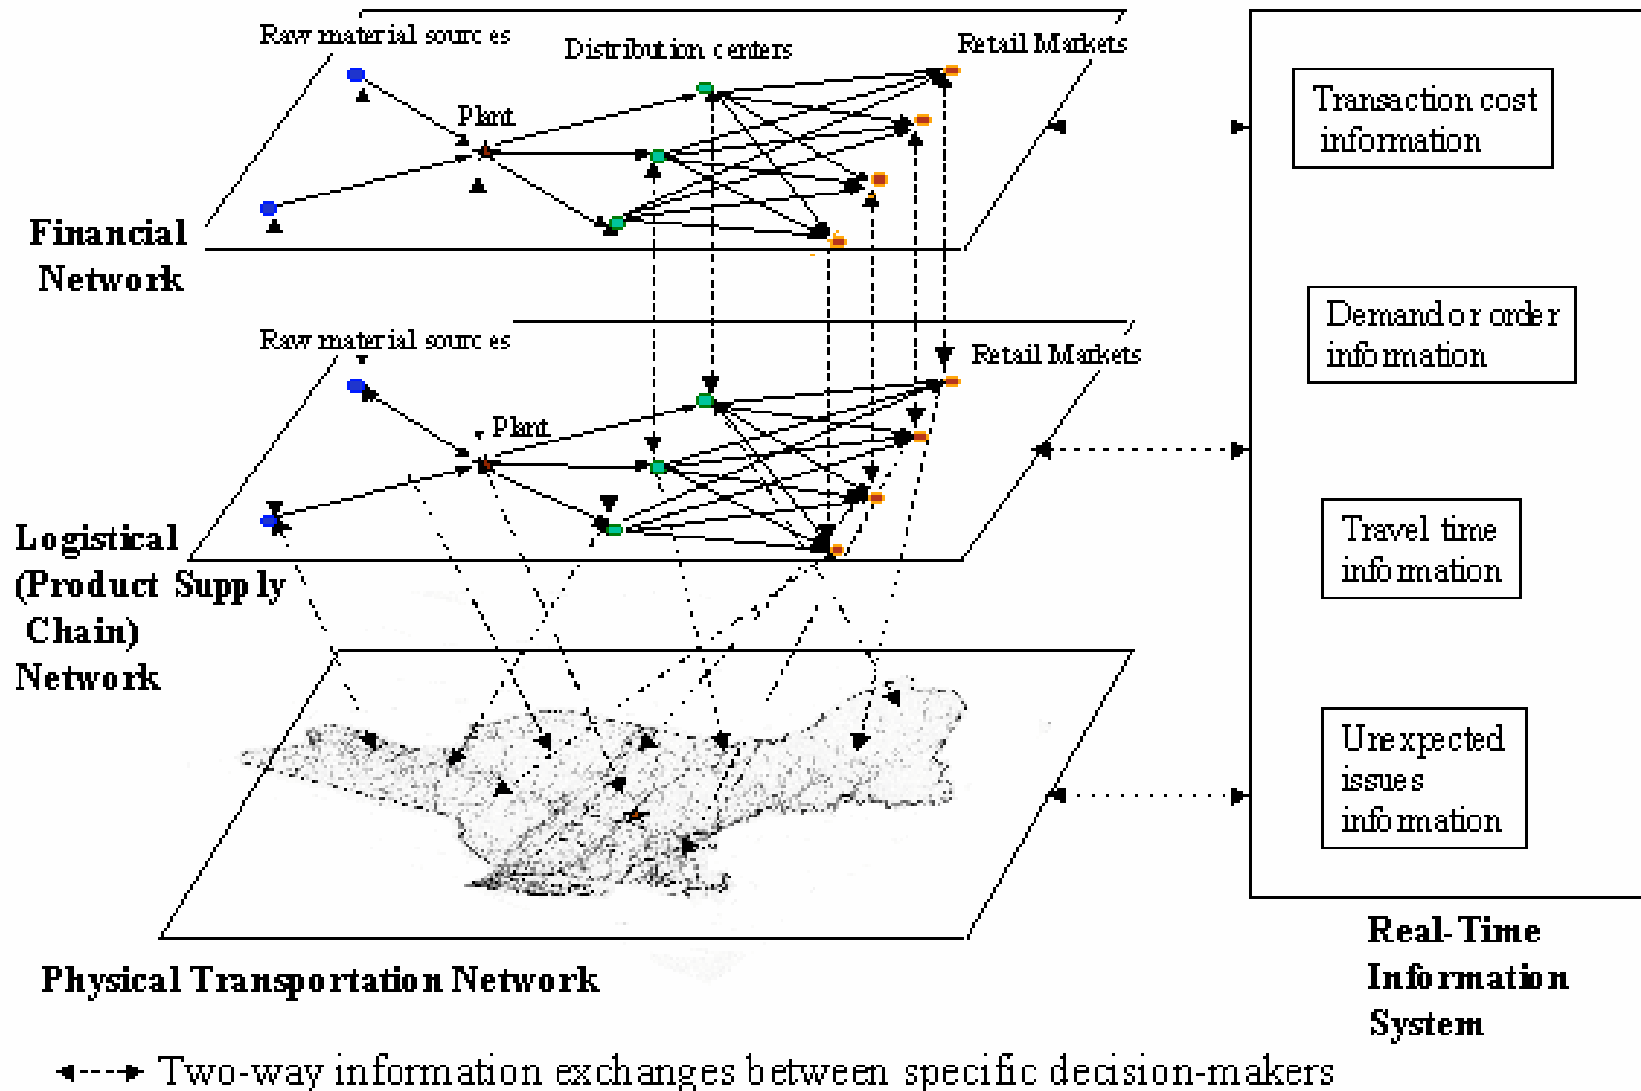 Raw material sources
Distribution centers
Retail Markets
Plant
Financial
Network
Raw material sources
Retail Markets
Plant
Logistical
(Product Supply
Chain)
Network
Physical Transportation Network
Transaction cost
information
Demand or order
information
Travel time
information
Unexpected
issues
information
Real-Time
Information
System
Two-way information exchanges between specific decision-makers